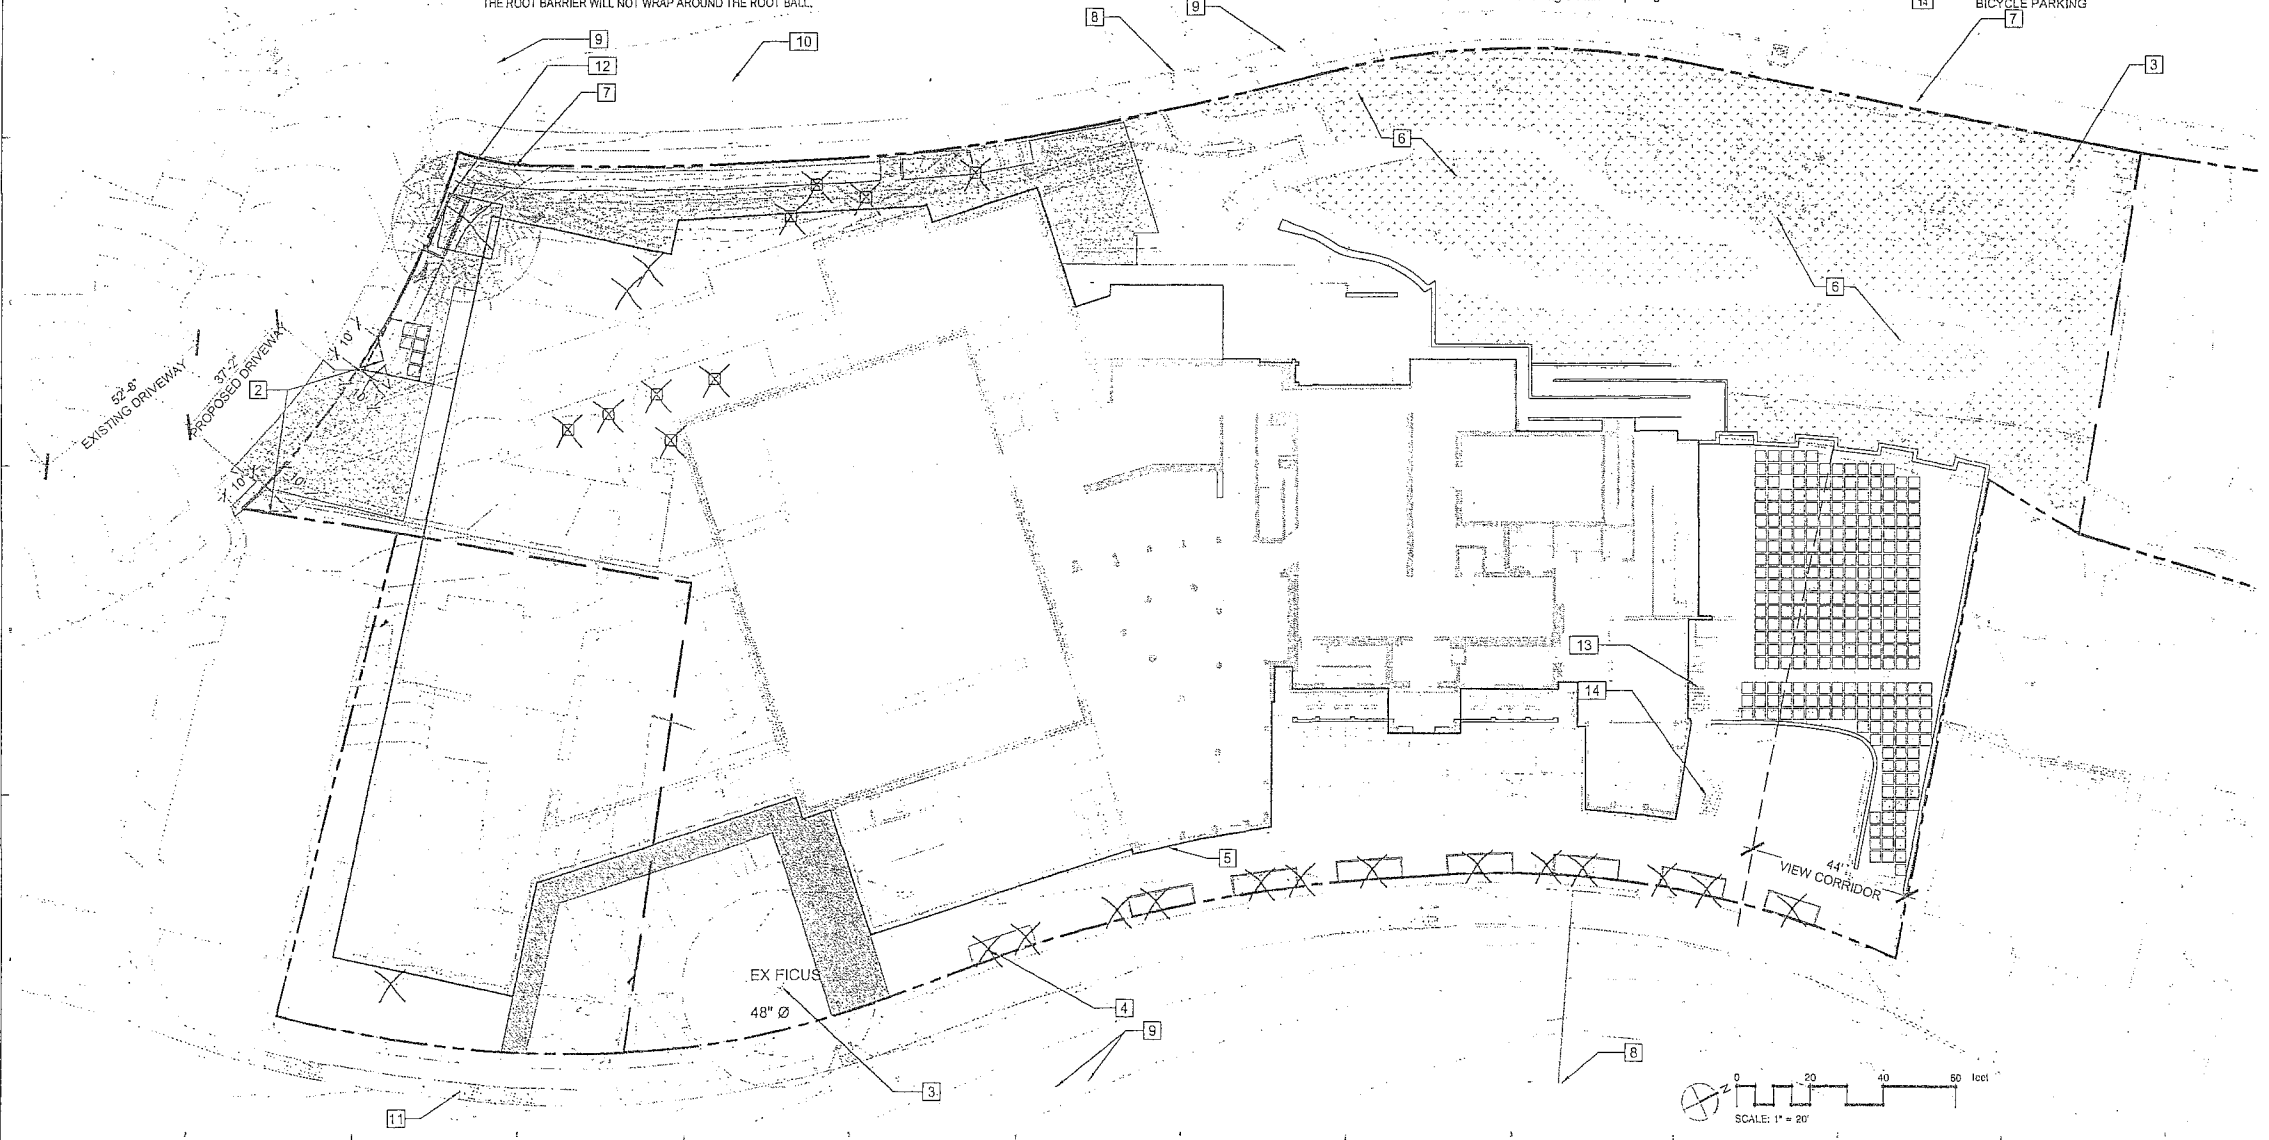 THE ROOT BARRIER WILL NOT WRAP AROUND THE ROOT BALL.
14
BICYCLE PARKING
8
9
7
9
12
7
10
3
6
6
10'
10'
52'-8"
EXISTING DRIVEWAY
37'-2"
PROPOSED DRIVEWAY
2
10'
10'
13
14
5
44'
VIEW CORRIDOR
EX FICUS
48" Ø
4
9
8
3
11
N
0 20 40 60 feet
SCALE: 1" = 20'